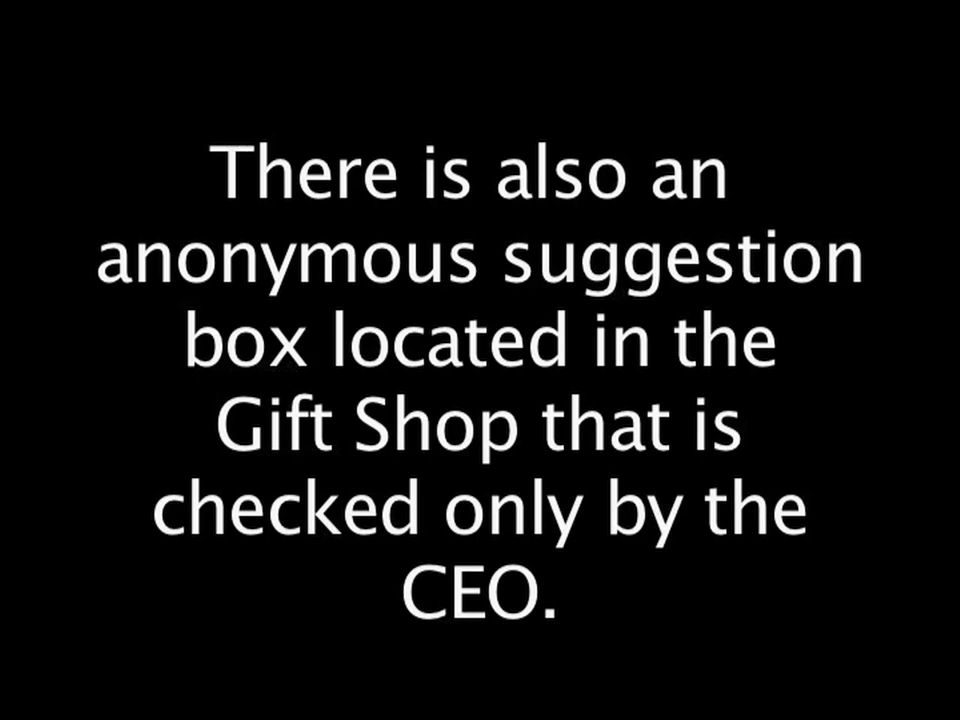 There is also an
anonymous suggestion
box located in the
Gift Shop that is
checked only by the
CEO.